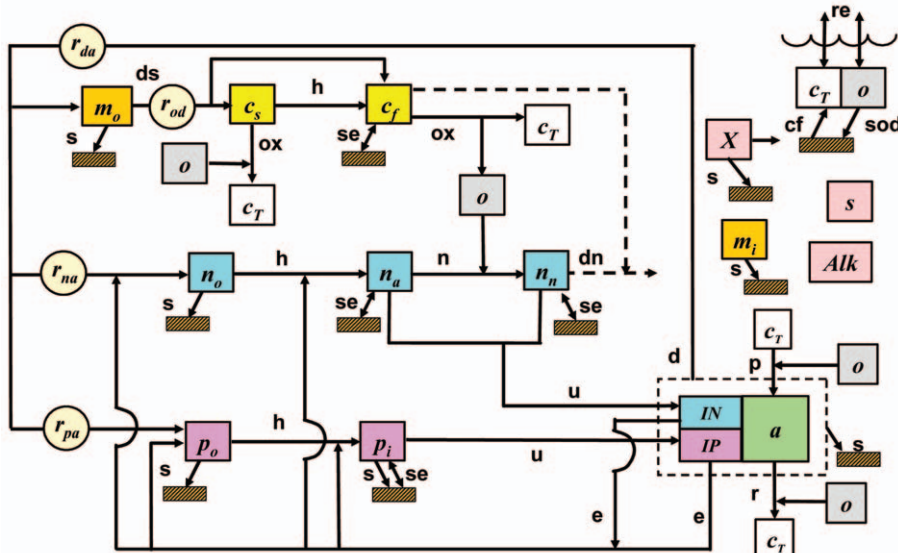 r_da
re
ds
c_T o
m_o r_od c_s h c_f
s ox se ox c_T cf sod
X
o s
c_T o s
m_i
r_na n_o h n_a n n_n dn s Alk
s se se
c_T
d p o
u
r_pa IN a
p_o h p_i IP
s s se u s
r o
e e
c_T